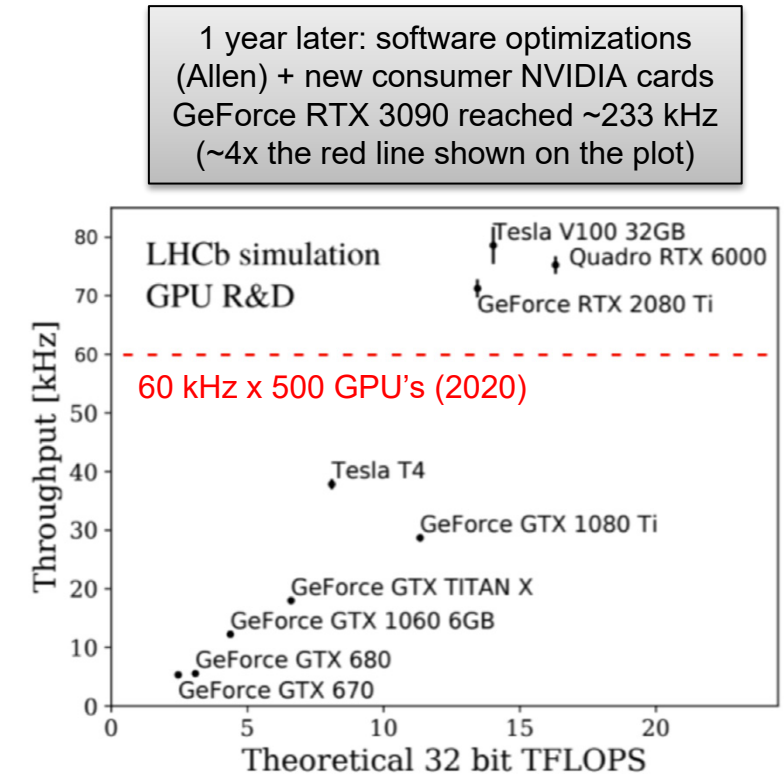 1 year later: software optimizations
(Allen) + new consumer NVIDIA cards
GeForce RTX 3090 reached ~233 kHz
(~4x the red line shown on the plot)
LHCb simulation
GPU R&D
Tesla V100 32GB
Quadro RTX 6000
GeForce RTX 2080 Ti
60 kHz x 500 GPU's (2020)
Tesla T4
GeForce GTX 1080 Ti
GeForce GTX TITAN X
GeForce GTX 1060 6GB
GeForce GTX 680
GeForce GTX 670
Throughput [kHz]
80
70
60
50
40
30
20
10
0
0 5 10 15 20
Theoretical 32 bit TFLOPS